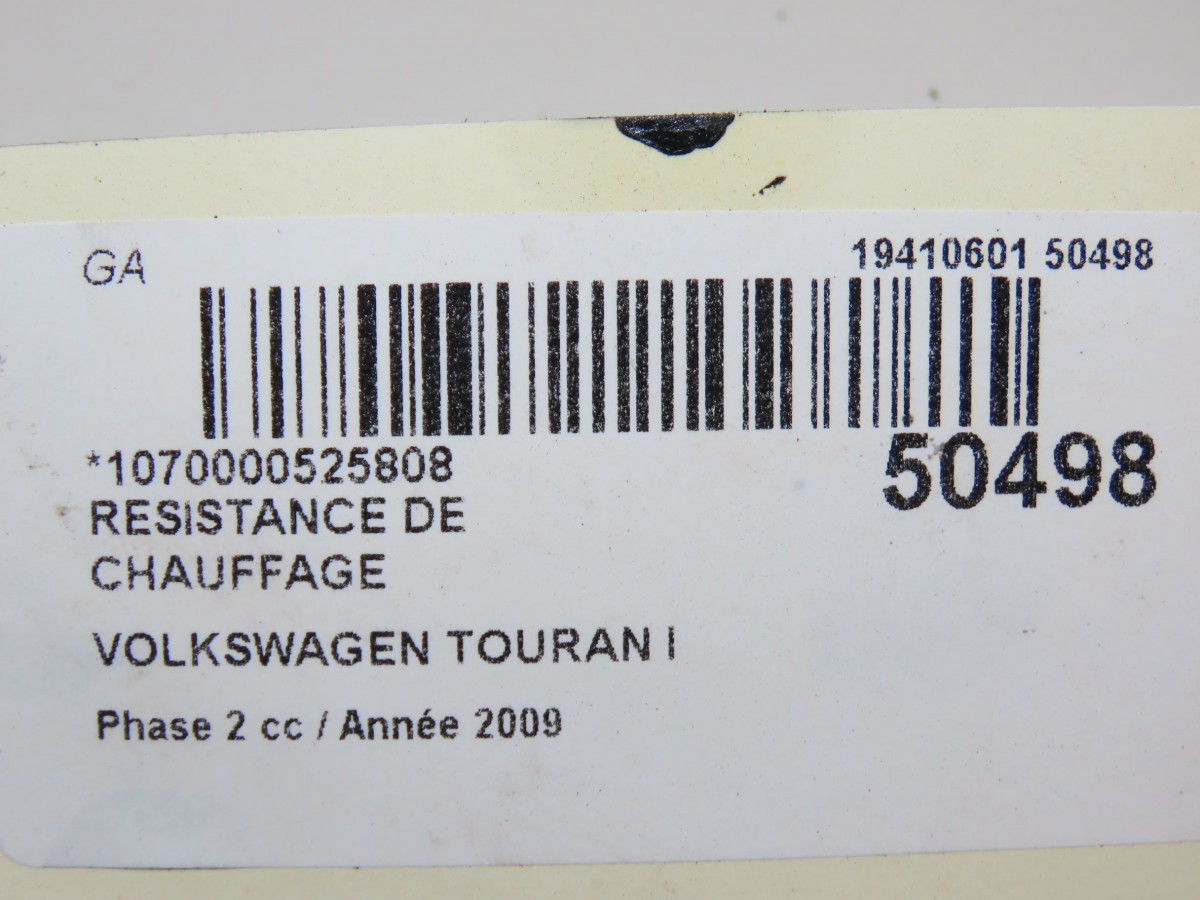 GA
19410601 50498
*1070000525808
50498
RESISTANCE DE
CHAUFFAGE
VOLKSWAGEN TOURAN I
Phase 2 cc / Année 2009